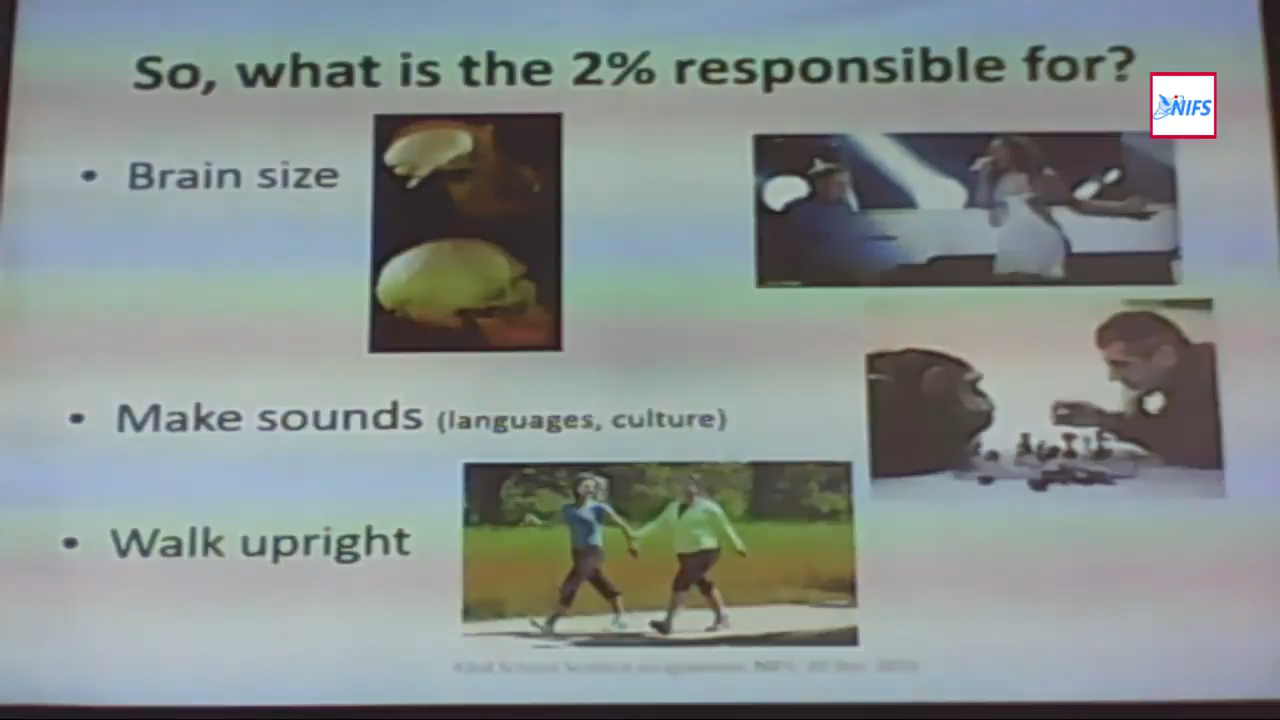 So, what is the 2% responsible for?
NIFS
• Brain size
• Make sounds (languages, culture)
• Walk upright